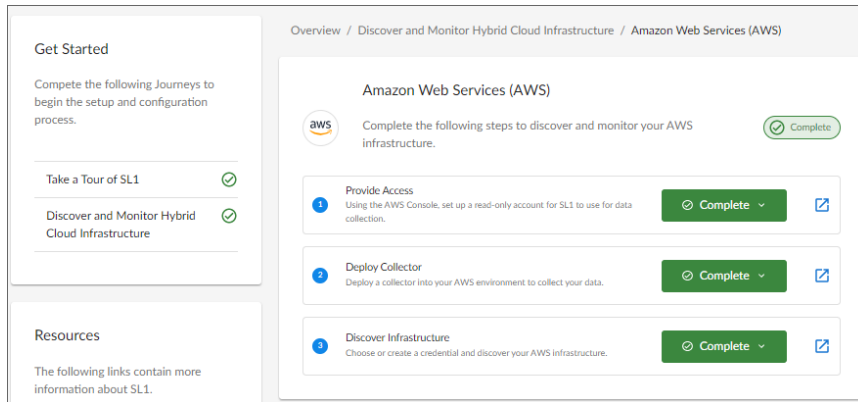 Get Started
Compete the following Journeys to
begin the setup and configuration
process.
Take a Tour of SL1
Discover and Monitor Hybrid
Cloud Infrastructure
Resources
The following links contain more
information about SL1.
Overview / Discover and Monitor Hybrid Cloud Infrastructure / Amazon Web Services (AWS)
Amazon Web Services (AWS)
aws
Complete the following steps to discover and monitor your AWS
infrastructure.
Complete
1
Provide Access
Using the AWS Console, set up a read-only account for SL1 to use for data
collection.
Complete
2
Deploy Collector
Deploy a collector into your AWS environment to collect your data.
Complete
3
Discover Infrastructure
Choose or create a credential and discover your AWS infrastructure.
Complete